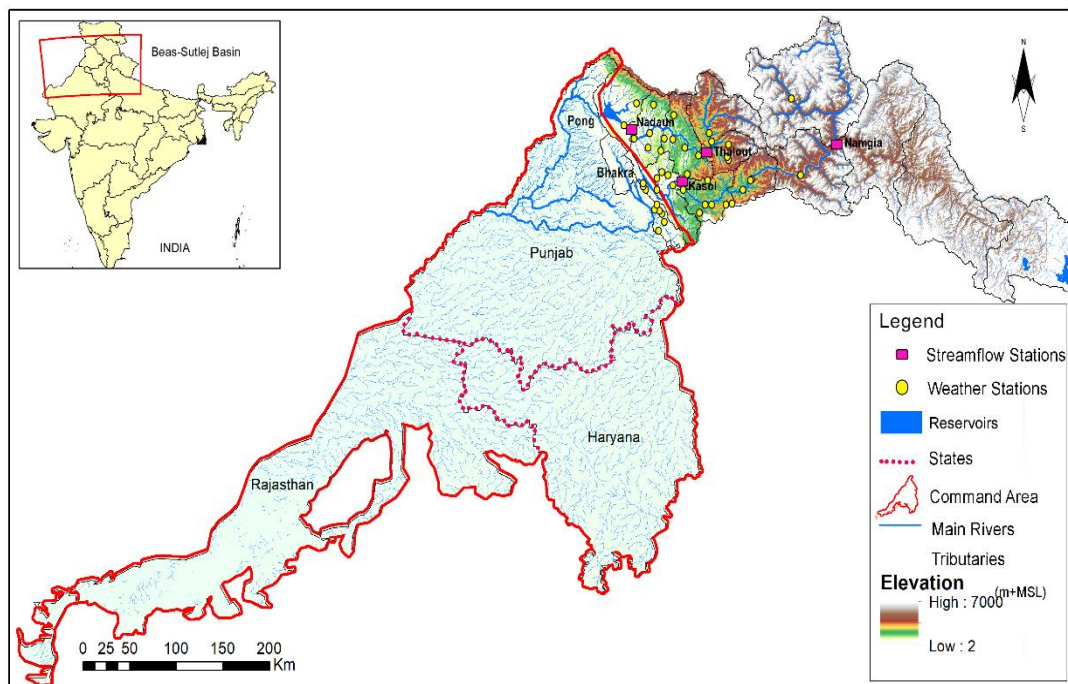 Beas-Sutlej Basin
INDIA
N
S
Pong
Nadaun
Thalout
Namgia
Bhakra
Kasol
Punjab
Haryana
Rajasthan
0 25 50 100 150 200
Km
Legend
Streamflow Stations
Weather Stations
Reservoirs
States
Command Area
Main Rivers
Tributaries
Elevation (m+MSL)
High : 7000
Low : 2